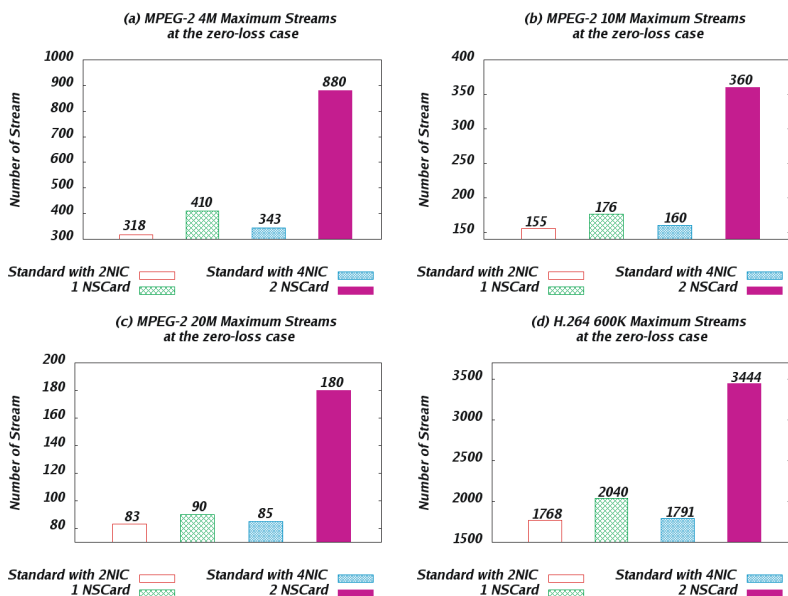 (a) MPEG-2 4M Maximum Streams
at the zero-loss case
Number of Stream
1000
900
800
700
600
500
400
300
318
410
343
880
Standard with 2NIC
1 NSCard
Standard with 4NIC
2 NSCard
(b) MPEG-2 10M Maximum Streams
at the zero-loss case
Number of Stream
400
350
300
250
200
150
155
176
160
360
Standard with 2NIC
1 NSCard
Standard with 4NIC
2 NSCard
(c) MPEG-2 20M Maximum Streams
at the zero-loss case
Number of Stream
200
180
160
140
120
100
80
83
90
85
180
Standard with 2NIC
1 NSCard
Standard with 4NIC
2 NSCard
(d) H.264 600K Maximum Streams
at the zero-loss case
Number of Stream
3500
3000
2500
2000
1500
1768
2040
1791
3444
Standard with 2NIC
1 NSCard
Standard with 4NIC
2 NSCard